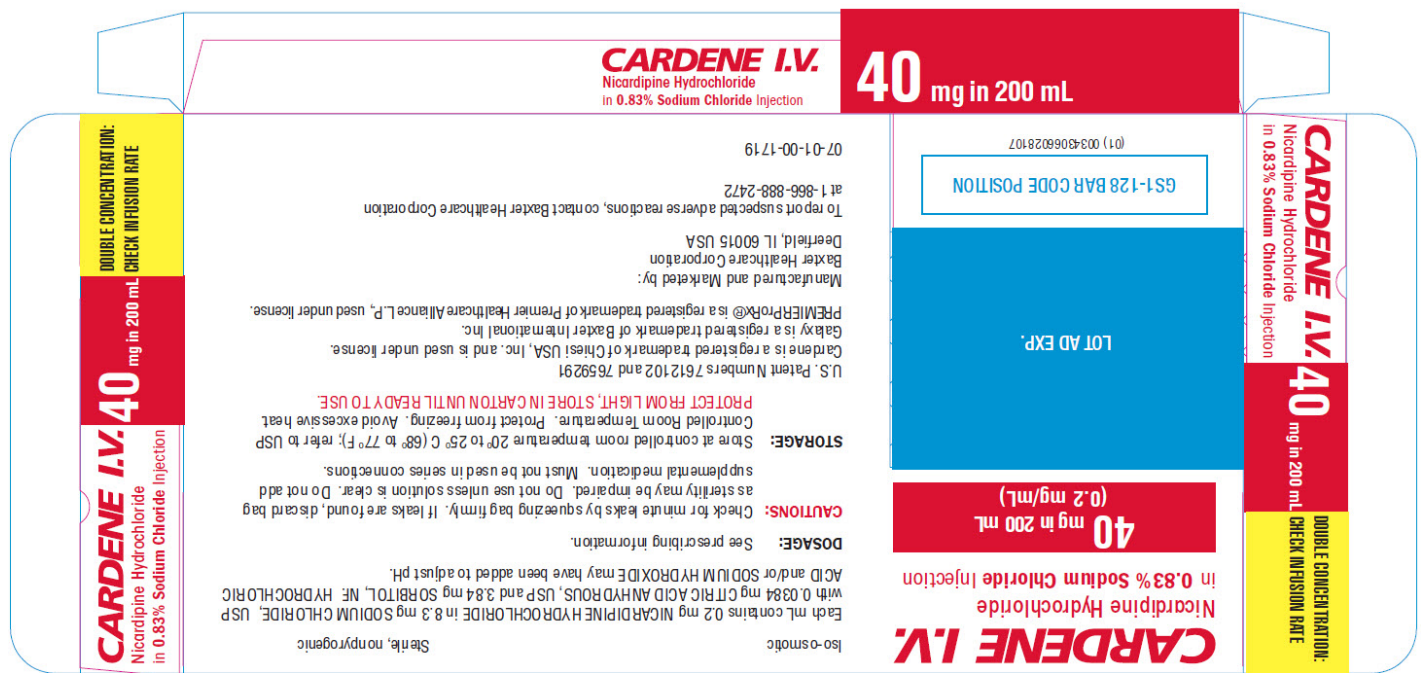 CARDENE I.V.
Nicardipine Hydrochloride
in 0.83% Sodium Chloride Injection
40 mg in 200 mL
DOUBLE CONCENTRATION:
CHECK INFUSION RATE
40 mg in 200 mL
CARDENE I.V.
Nicardipine Hydrochloride
in 0.83% Sodium Chloride Injection
Iso-osmotic
Sterile, nonpyrogenic
Each mL contains 0.2 mg NICARDIPINE HYDROCHLORIDE in 8.3 mg SODIUM CHLORIDE, USP
with 0.0384 mg CITRIC ACID ANHYDROUS, USP and 3.84 mg SORBITOL, NF HYDROCHLORIC
ACID and/or SODIUM HYDROXIDE may have been added to adjust pH.
DOSAGE: See prescribing information.
CAUTIONS: Check for minute leaks by squeezing bag firmly. If leaks are found, discard bag
as sterility may be impaired. Do not use unless solution is clear. Do not add
supplemental medication. Must not be used in series connections.
STORAGE: Store at controlled room temperature 20° to 25° C (68° to 77° F); refer to USP
Controlled Room Temperature. Protect from freezing. Avoid excessive heat
PROTECT FROM LIGHT, STORE IN CARTON UNTIL READY TO USE.
U.S. Patent Numbers 7612102 and 7659291
Cardene is a registered trademark of Chiesi USA, Inc. and is used under license.
Galaxy is a registered trademark of Baxter International Inc.
PREMIERProRx® is a registered trademark of Premier Healthcare Alliance L.P., used under license.
Manufactured and Marketed by:
Baxter Healthcare Corporation
Deerfield, IL 60015 USA
To report suspected adverse reactions, contact Baxter Healthcare Corporation
at 1-866-888-2472
07-01-00-1719
CARDENE I.V.
Nicardipine Hydrochloride
in 0.83% Sodium Chloride Injection
40 mg in 200 mL
(0.2 mg/mL)
LOT AD EXP.
GS1-128 BAR CODE POSITION
(01) 00343066028107
CARDENE I.V.
Nicardipine Hydrochloride
in 0.83% Sodium Chloride Injection
40 mg in 200 mL
DOUBLE CONCENTRATION:
CHECK INFUSION RATE